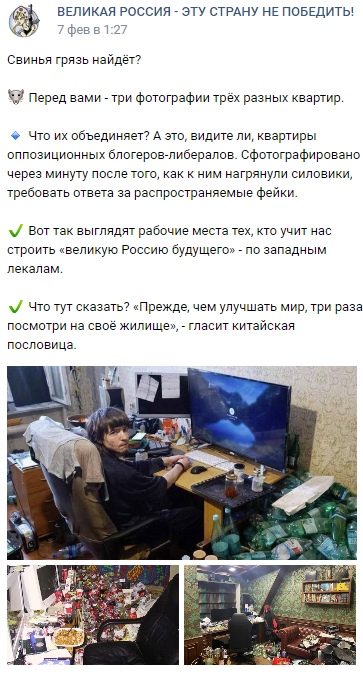 ВЕЛИКАЯ РОССИЯ - ЭТУ СТРАНУ НЕ ПОБЕДИТЬ!
7 фев в 1:27
Свинья грязь найдёт?
Перед вами - три фотографии трёх разных квартир.
Что их объединяет? А это, видите ли, квартиры
оппозиционных блогеров-либералов. Сфотографировано
через минуту после того, как к ним нагрянули силовики,
требовать ответа за распространяемые фейки.
Вот так выглядят рабочие места тех, кто учит нас
строить «великую Россию будущего» - по западным
лекалам.
Что тут сказать? «Прежде, чем улучшать мир, три раза
посмотри на своё жилище», - гласит китайская
пословица.